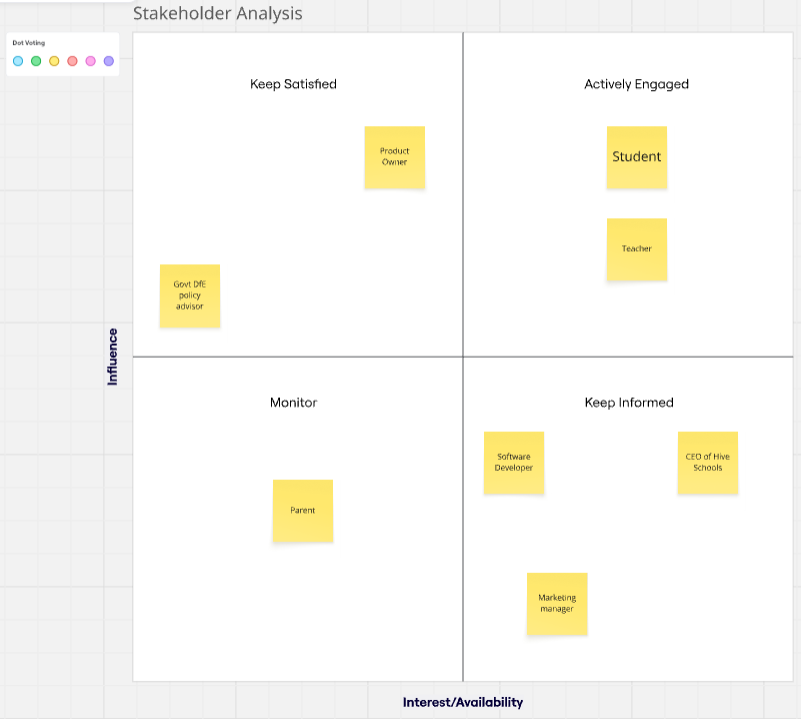 Stakeholder Analysis
Dot Voting
Keep Satisfied
Actively Engaged
Product
Owner
Student
Teacher
Govt DfE
policy
advisor
Influence
Monitor
Keep Informed
Software
Developer
CEO of Hive
Schools
Parent
Marketing
manager
Interest/Availability